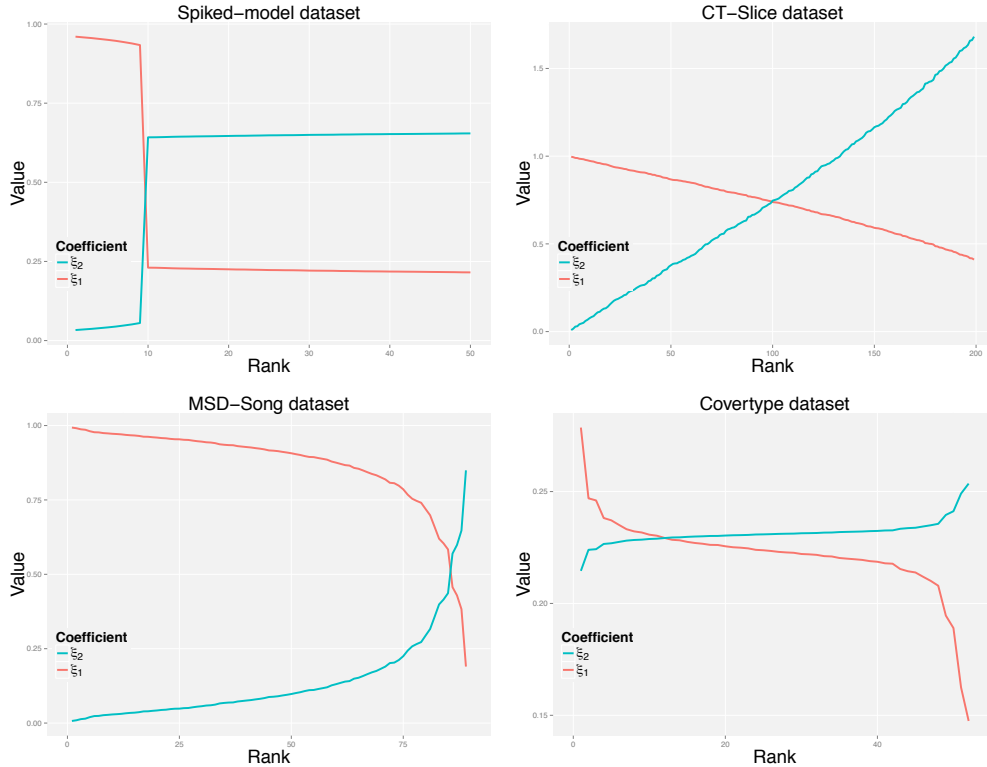 Spiked−model dataset
1.00
0.75
0.50
0.25
0.00
Value
Coefficient
ξ2
ξ1
0
10
20
30
40
50
Rank
CT−Slice dataset
1.5
1.0
0.5
0.0
Value
Coefficient
ξ2
ξ1
0
50
100
150
200
Rank
MSD−Song dataset
1.00
0.75
0.50
0.25
0.00
Value
Coefficient
ξ2
ξ1
0
25
50
75
Rank
Covertype dataset
0.25
0.20
0.15
Value
Coefficient
ξ2
ξ1
0
20
40
Rank